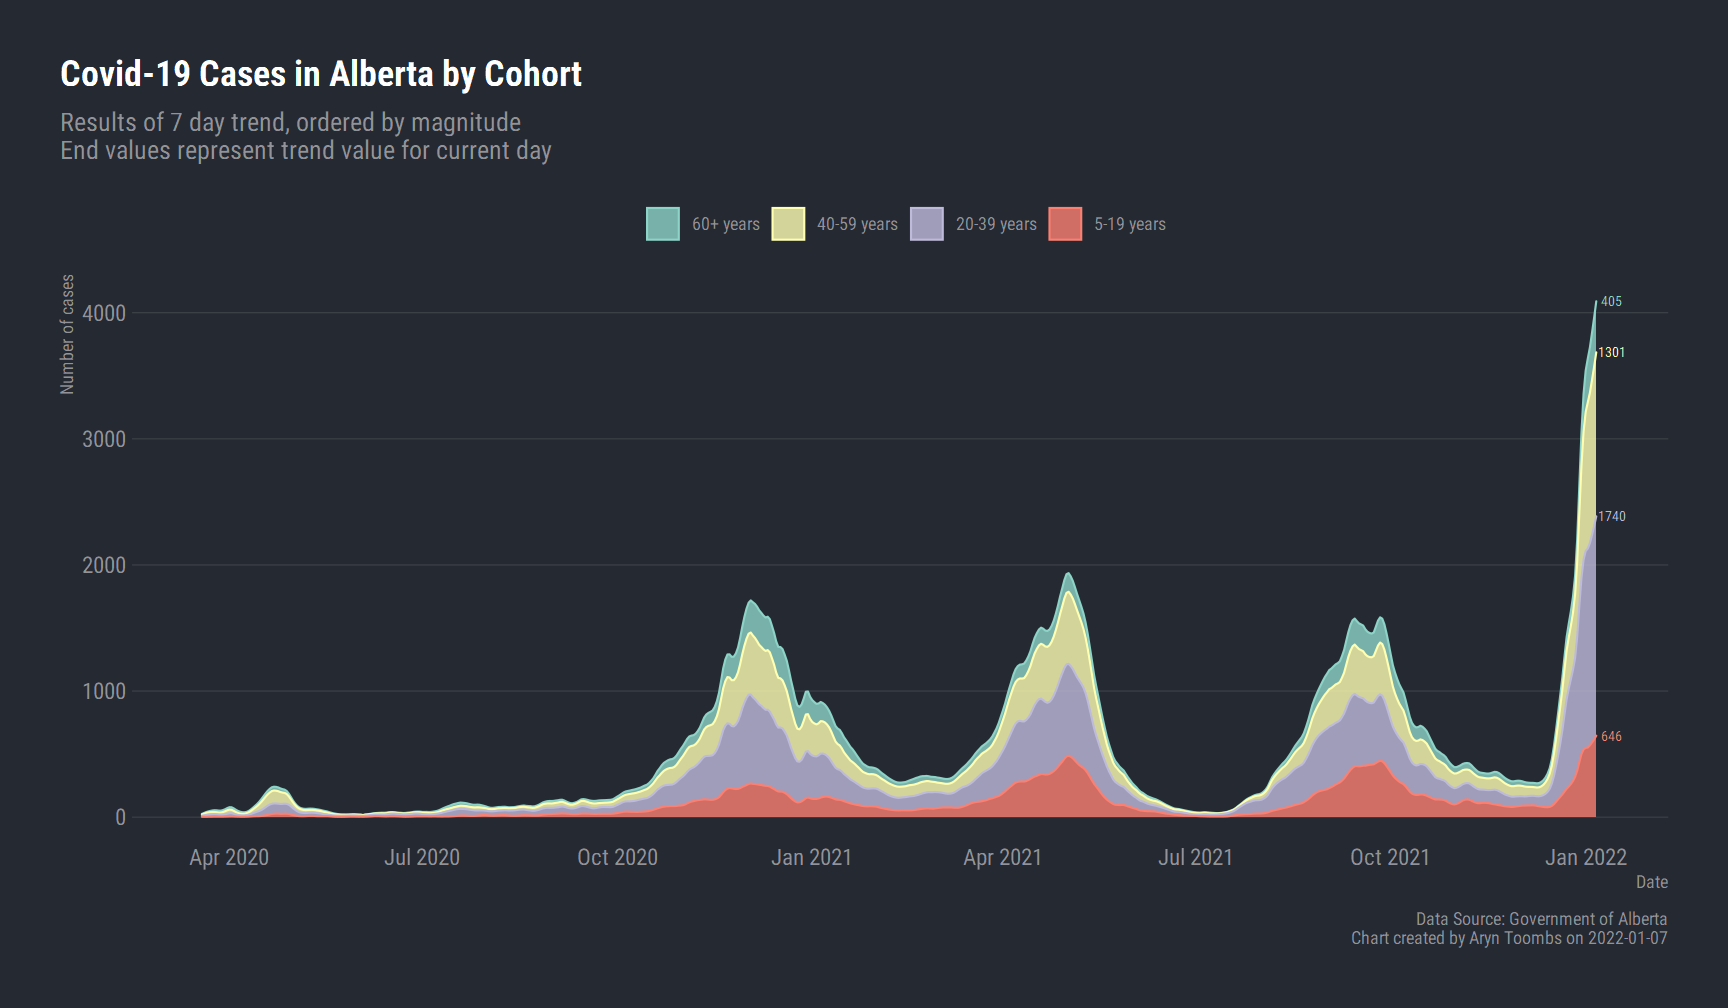 Covid-19 Cases in Alberta by Cohort
Results of 7 day trend, ordered by magnitude
End values represent trend value for current day
60+ years 40-59 years 20-39 years 5-19 years
Number of cases
4000
3000
2000
1000
0
405
1301
1740
646
Apr 2020 Jul 2020 Oct 2020 Jan 2021 Apr 2021 Jul 2021 Oct 2021 Jan 2022
Date
Data Source: Government of Alberta
Chart created by Aryn Toombs on 2022-01-07